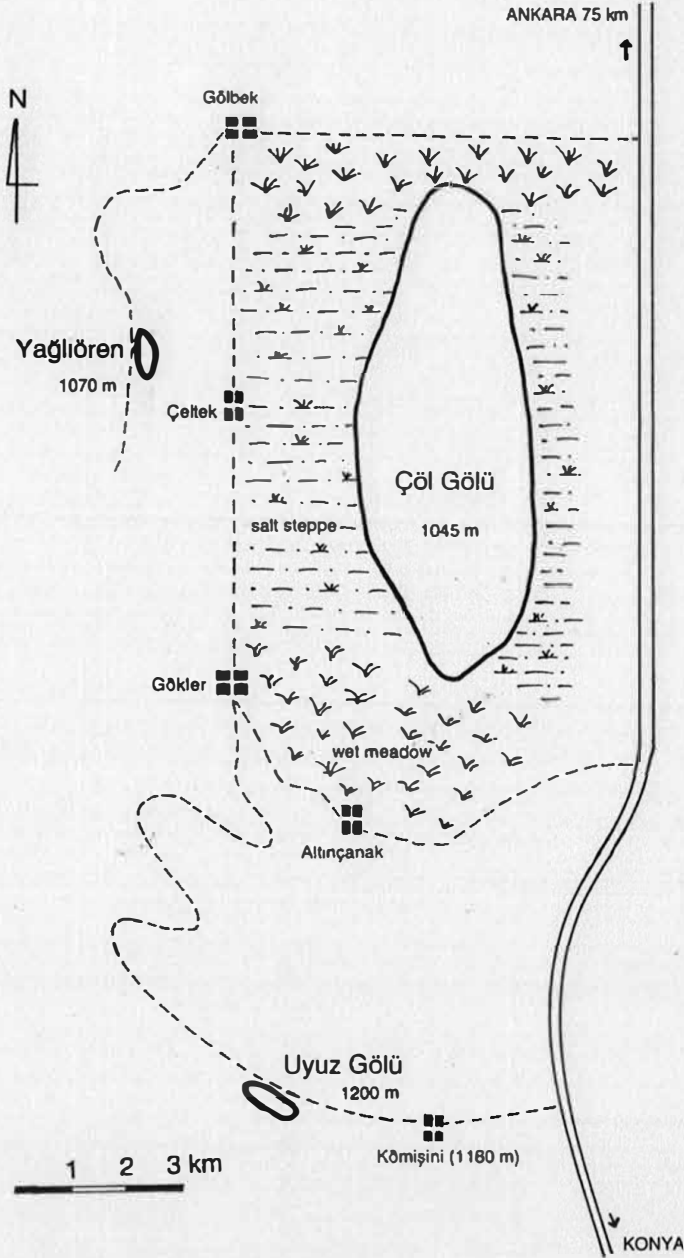 ANKARA 75 km
N
Gölbek
Yağlıören
1070 m
Çeltek
Çöl Gölü
1045 m
salt steppe
Gökler
wet meadow
Altınçanak
Uyuz Gölü
1200 m
Kömişini (1160 m)
1 2 3 km
KONYA